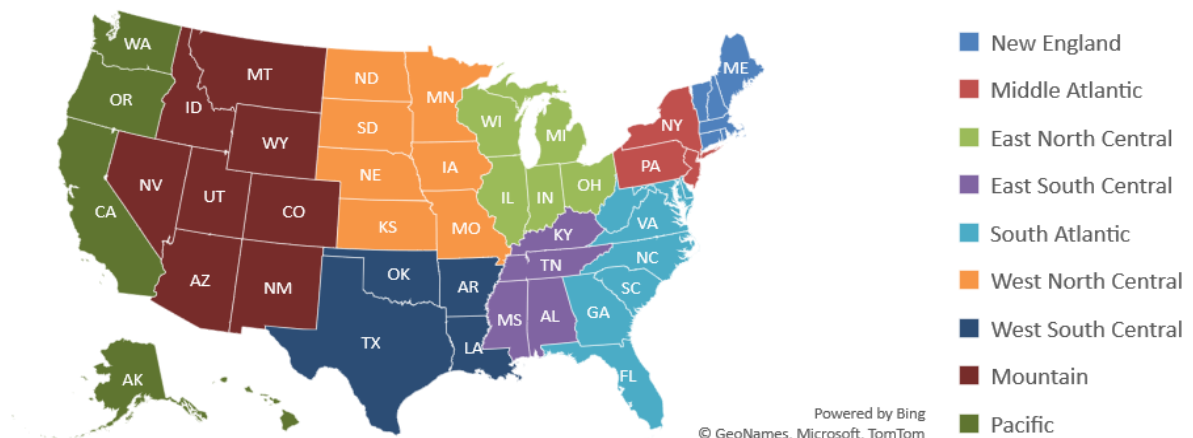 WA
MT
ND
MN
ME
OR
ID
WI
MI
NY
SD
WY
IA
PA
NE
NV
UT
CO
IL
IN
OH
CA
KS
MO
KY
VA
AZ
NM
OK
AR
TN
NC
SC
MS
AL
GA
TX
LA
FL
AK
New England
Middle Atlantic
East North Central
East South Central
South Atlantic
West North Central
West South Central
Mountain
Pacific
Powered by Bing
© GeoNames, Microsoft, TomTom